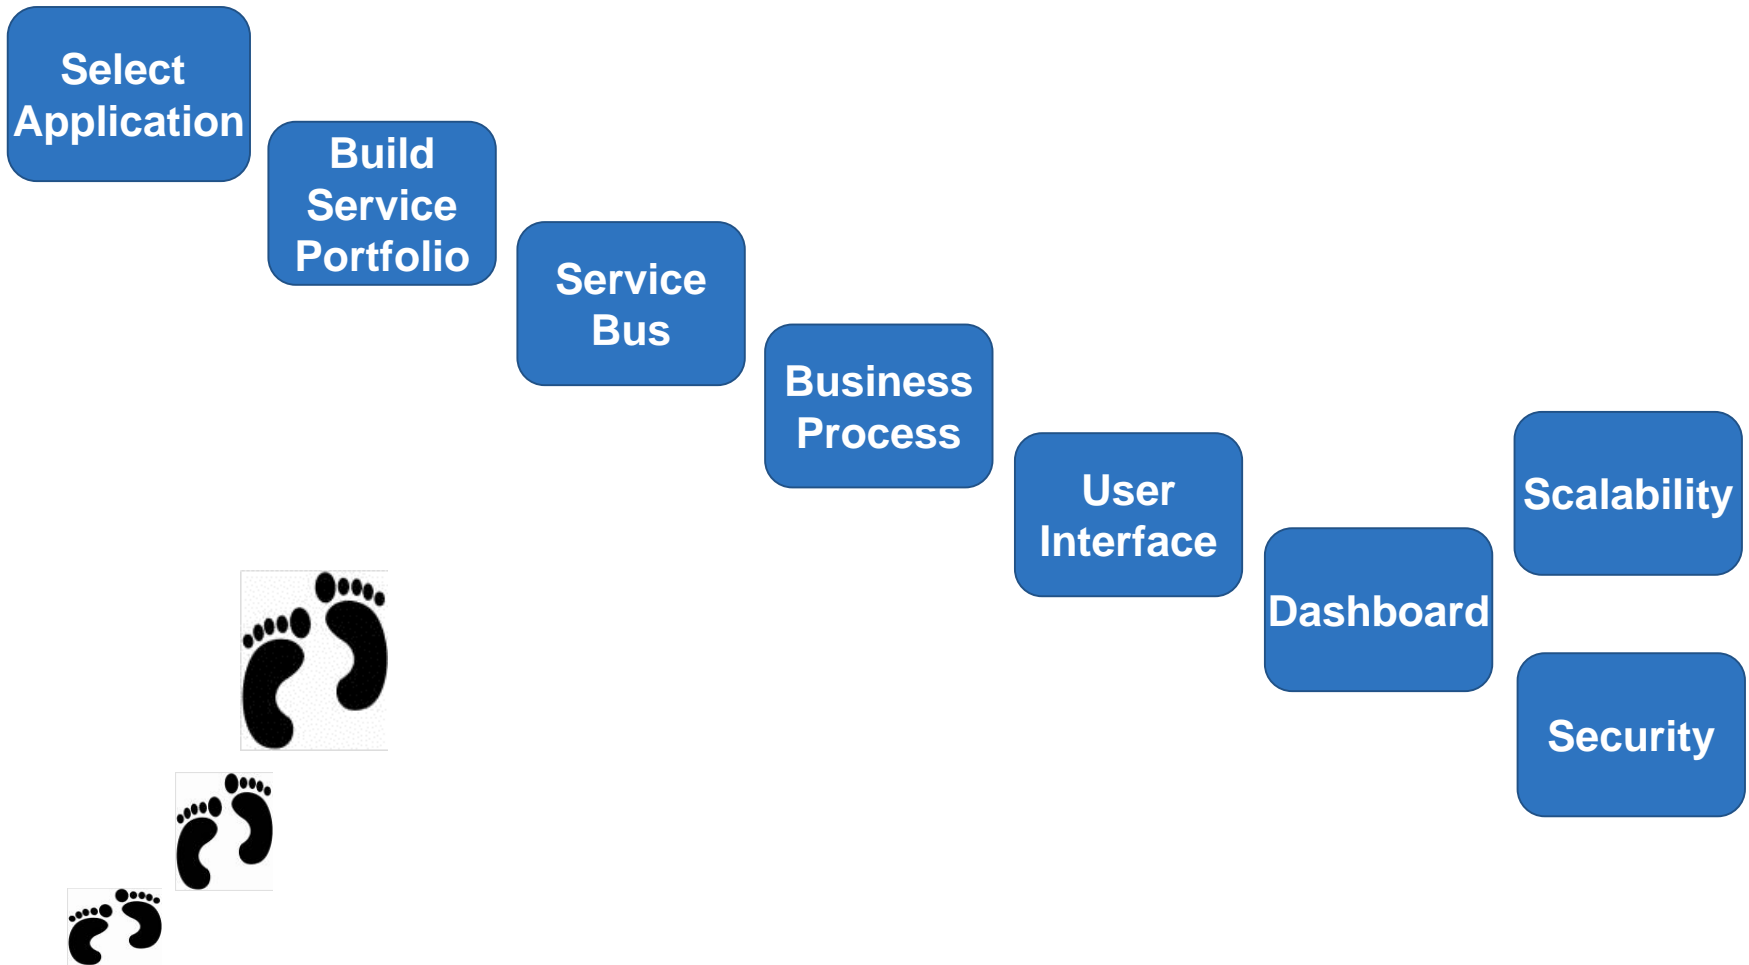 Select
Application
Build
Service
Portfolio
Service
Bus
Business
Process
User
Interface
Dashboard
Scalability
Security